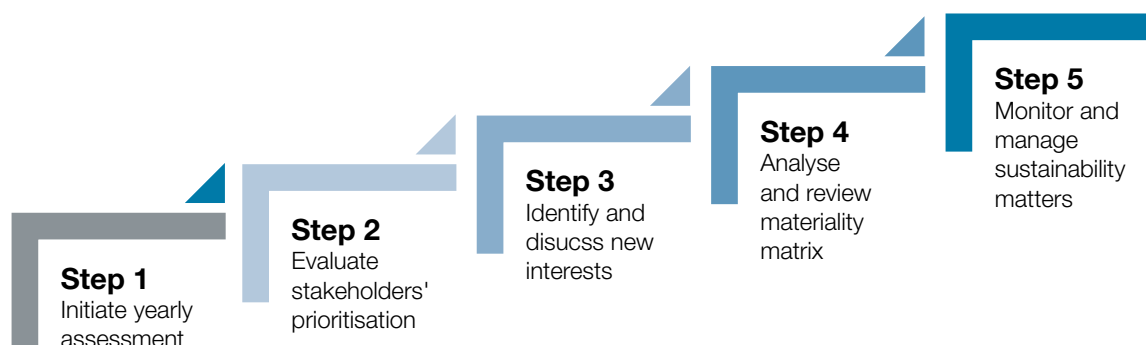 Step 1
Initiate yearly
assessment
Step 2
Evaluate
stakeholders'
prioritisation
Step 3
Identify and
disucss new
interests
Step 4
Analyse
and review
materiality
matrix
Step 5
Monitor and
manage
sustainability
matters